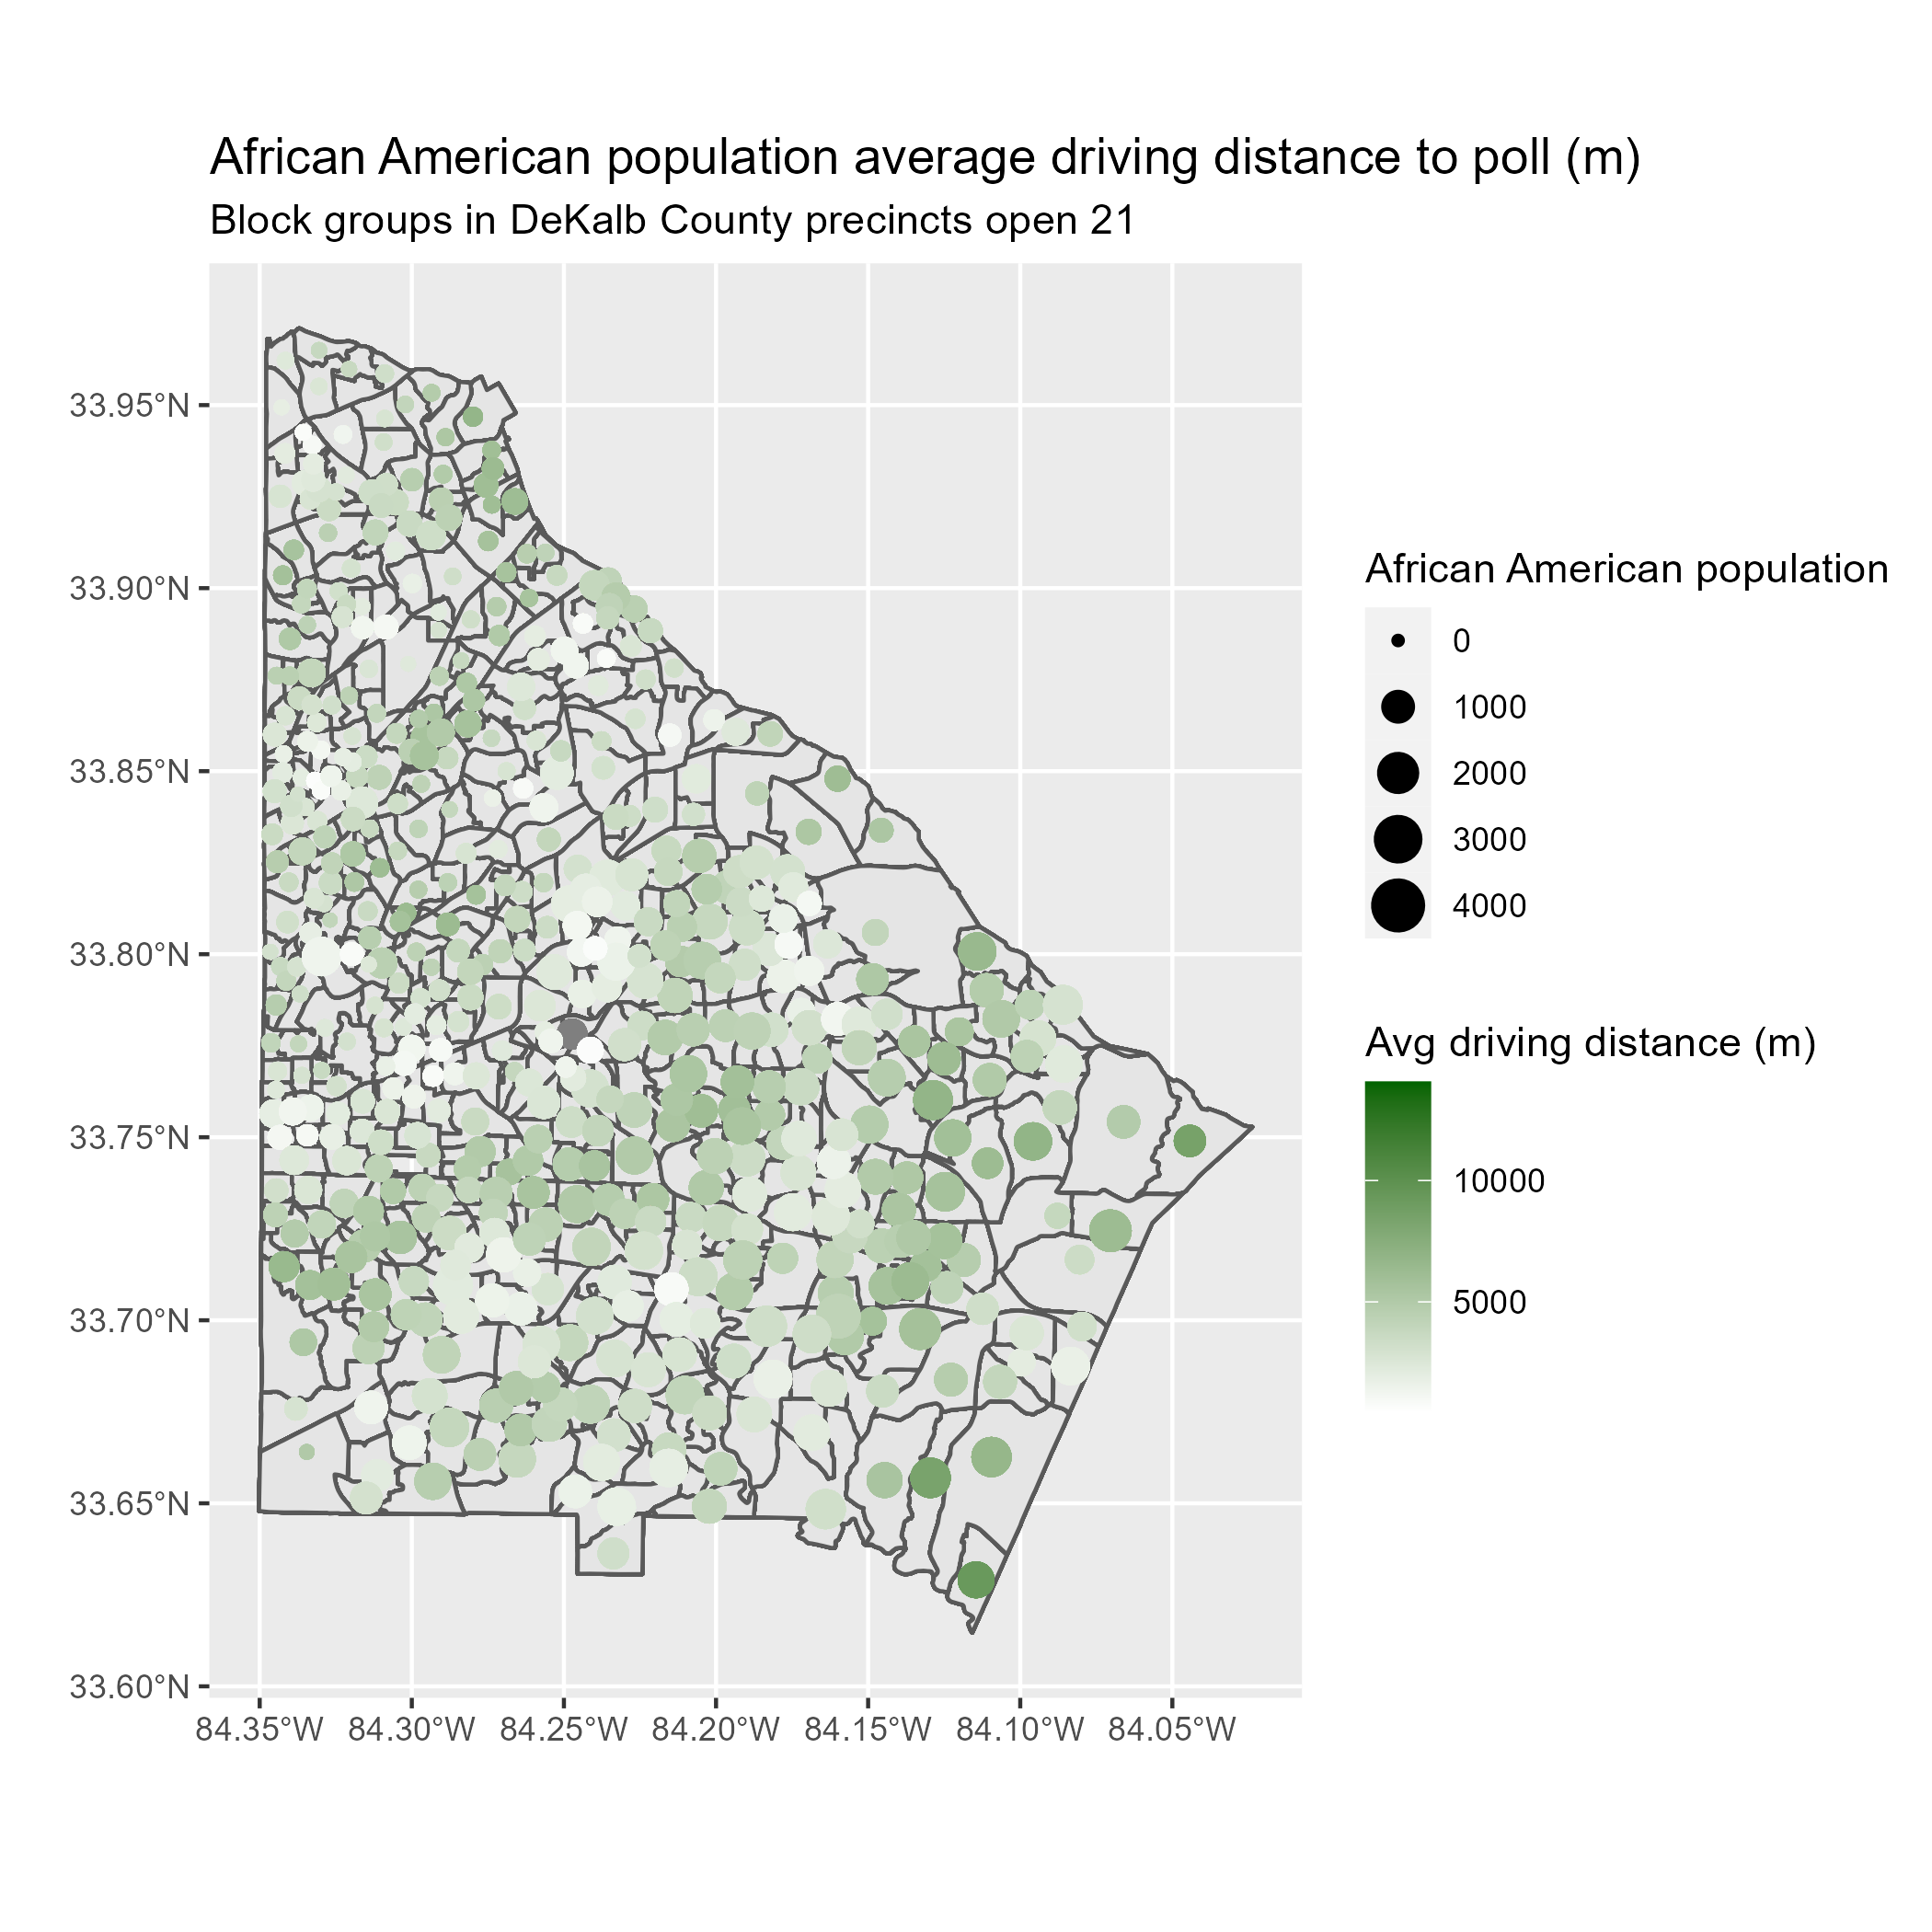 African American population average driving distance to poll (m)
Block groups in DeKalb County precincts open 21
33.95°N
33.90°N
33.85°N
33.80°N
33.75°N
33.70°N
33.65°N
33.60°N
84.35°W 84.30°W 84.25°W 84.20°W 84.15°W 84.10°W 84.05°W
African American population
0
1000
2000
3000
4000
Avg driving distance (m)
10000
5000